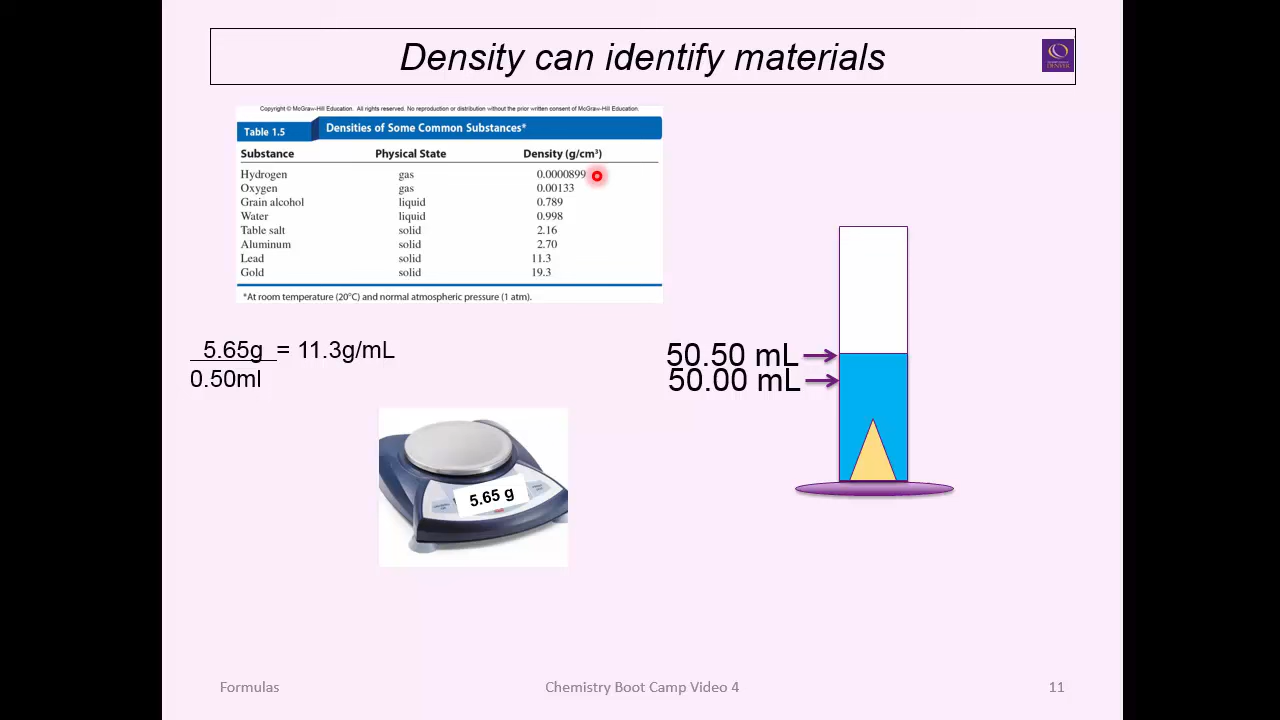 Density can identify materials
DENVER
Copyright © McGraw-Hill Education. All rights reserved. No reproduction or distribution without the prior written consent of McGraw-Hill Education.
Table 1.5 Densities of Some Common Substances*
Substance Physical State Density (g/cm³)
Hydrogen gas 0.0000899
Oxygen gas 0.00133
Grain alcohol liquid 0.789
Water liquid 0.998
Table salt solid 2.16
Aluminum solid 2.70
Lead solid 11.3
Gold solid 19.3
*At room temperature (20°C) and normal atmospheric pressure (1 atm).
5.65g = 11.3g/mL
0.50ml
50.50 mL
50.00 mL
5.65 g
Formulas Chemistry Boot Camp Video 4 11